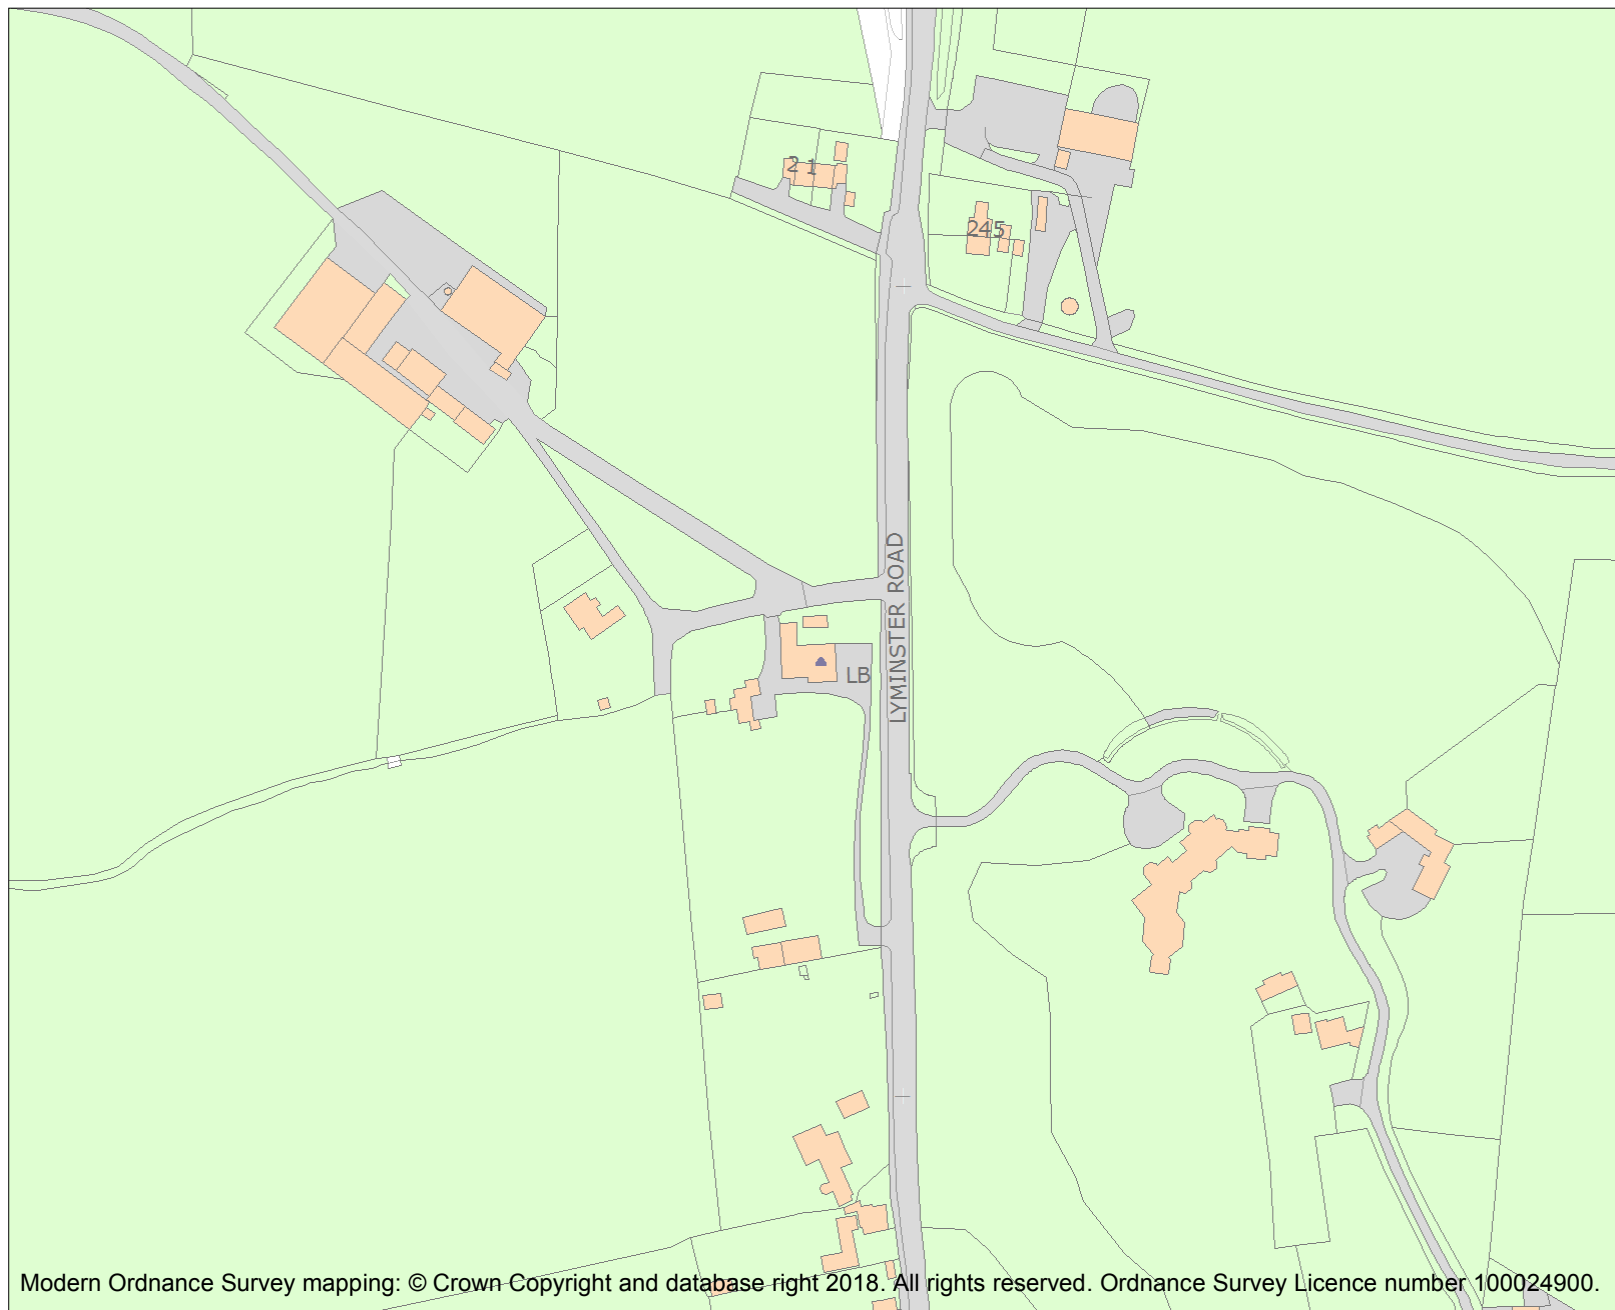 2 1
245
LYMINSTER ROAD
LB
Modern Ordnance Survey mapping: © Crown Copyright and database right 2018. All rights reserved. Ordnance Survey Licence number 100024900.